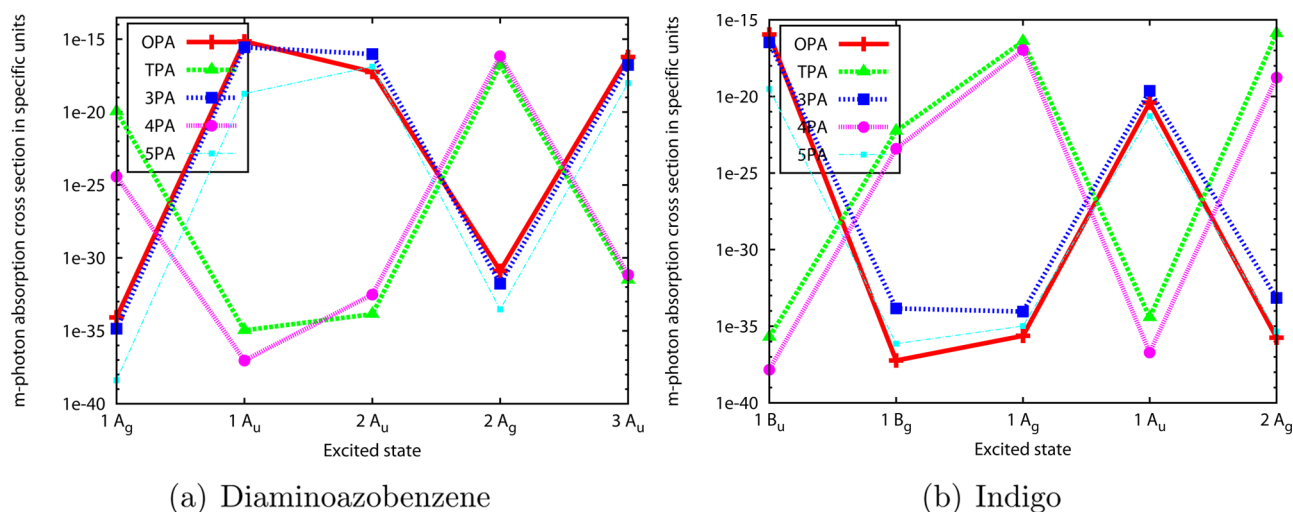 m-photon absorption cross section in specific units
1e-15
1e-20
1e-25
1e-30
1e-35
1e-40
OPA
TPA
3PA
4PA
5PA
1 Ag
1 Au
2 Au
2 Ag
3 Au
Excited state
(a) Diaminoazobenzene
m-photon absorption cross section in specific units
1e-15
1e-20
1e-25
1e-30
1e-35
1e-40
OPA
TPA
3PA
4PA
5PA
1 Bu
1 Bg
1 Ag
1 Au
2 Ag
Excited state
(b) Indigo